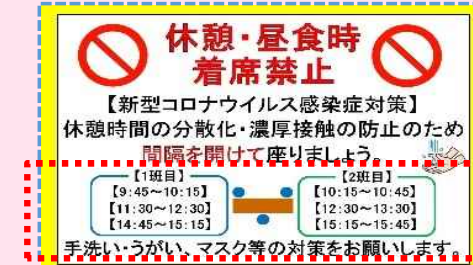 休憩・昼食時
着席禁止
【新型コロナウイルス感染症対策】
休憩時間の分散化・濃厚接触の防止のため
間隔を開けて座りましょう。
【1班目】
【9:45～10:15】
【11:30～12:30】
【14:45～15:15】
【2班目】
【10:15～10:45】
【12:30～13:30】
【15:15～15:45】
手洗い・うがい、マスク等の対策をお願いします。